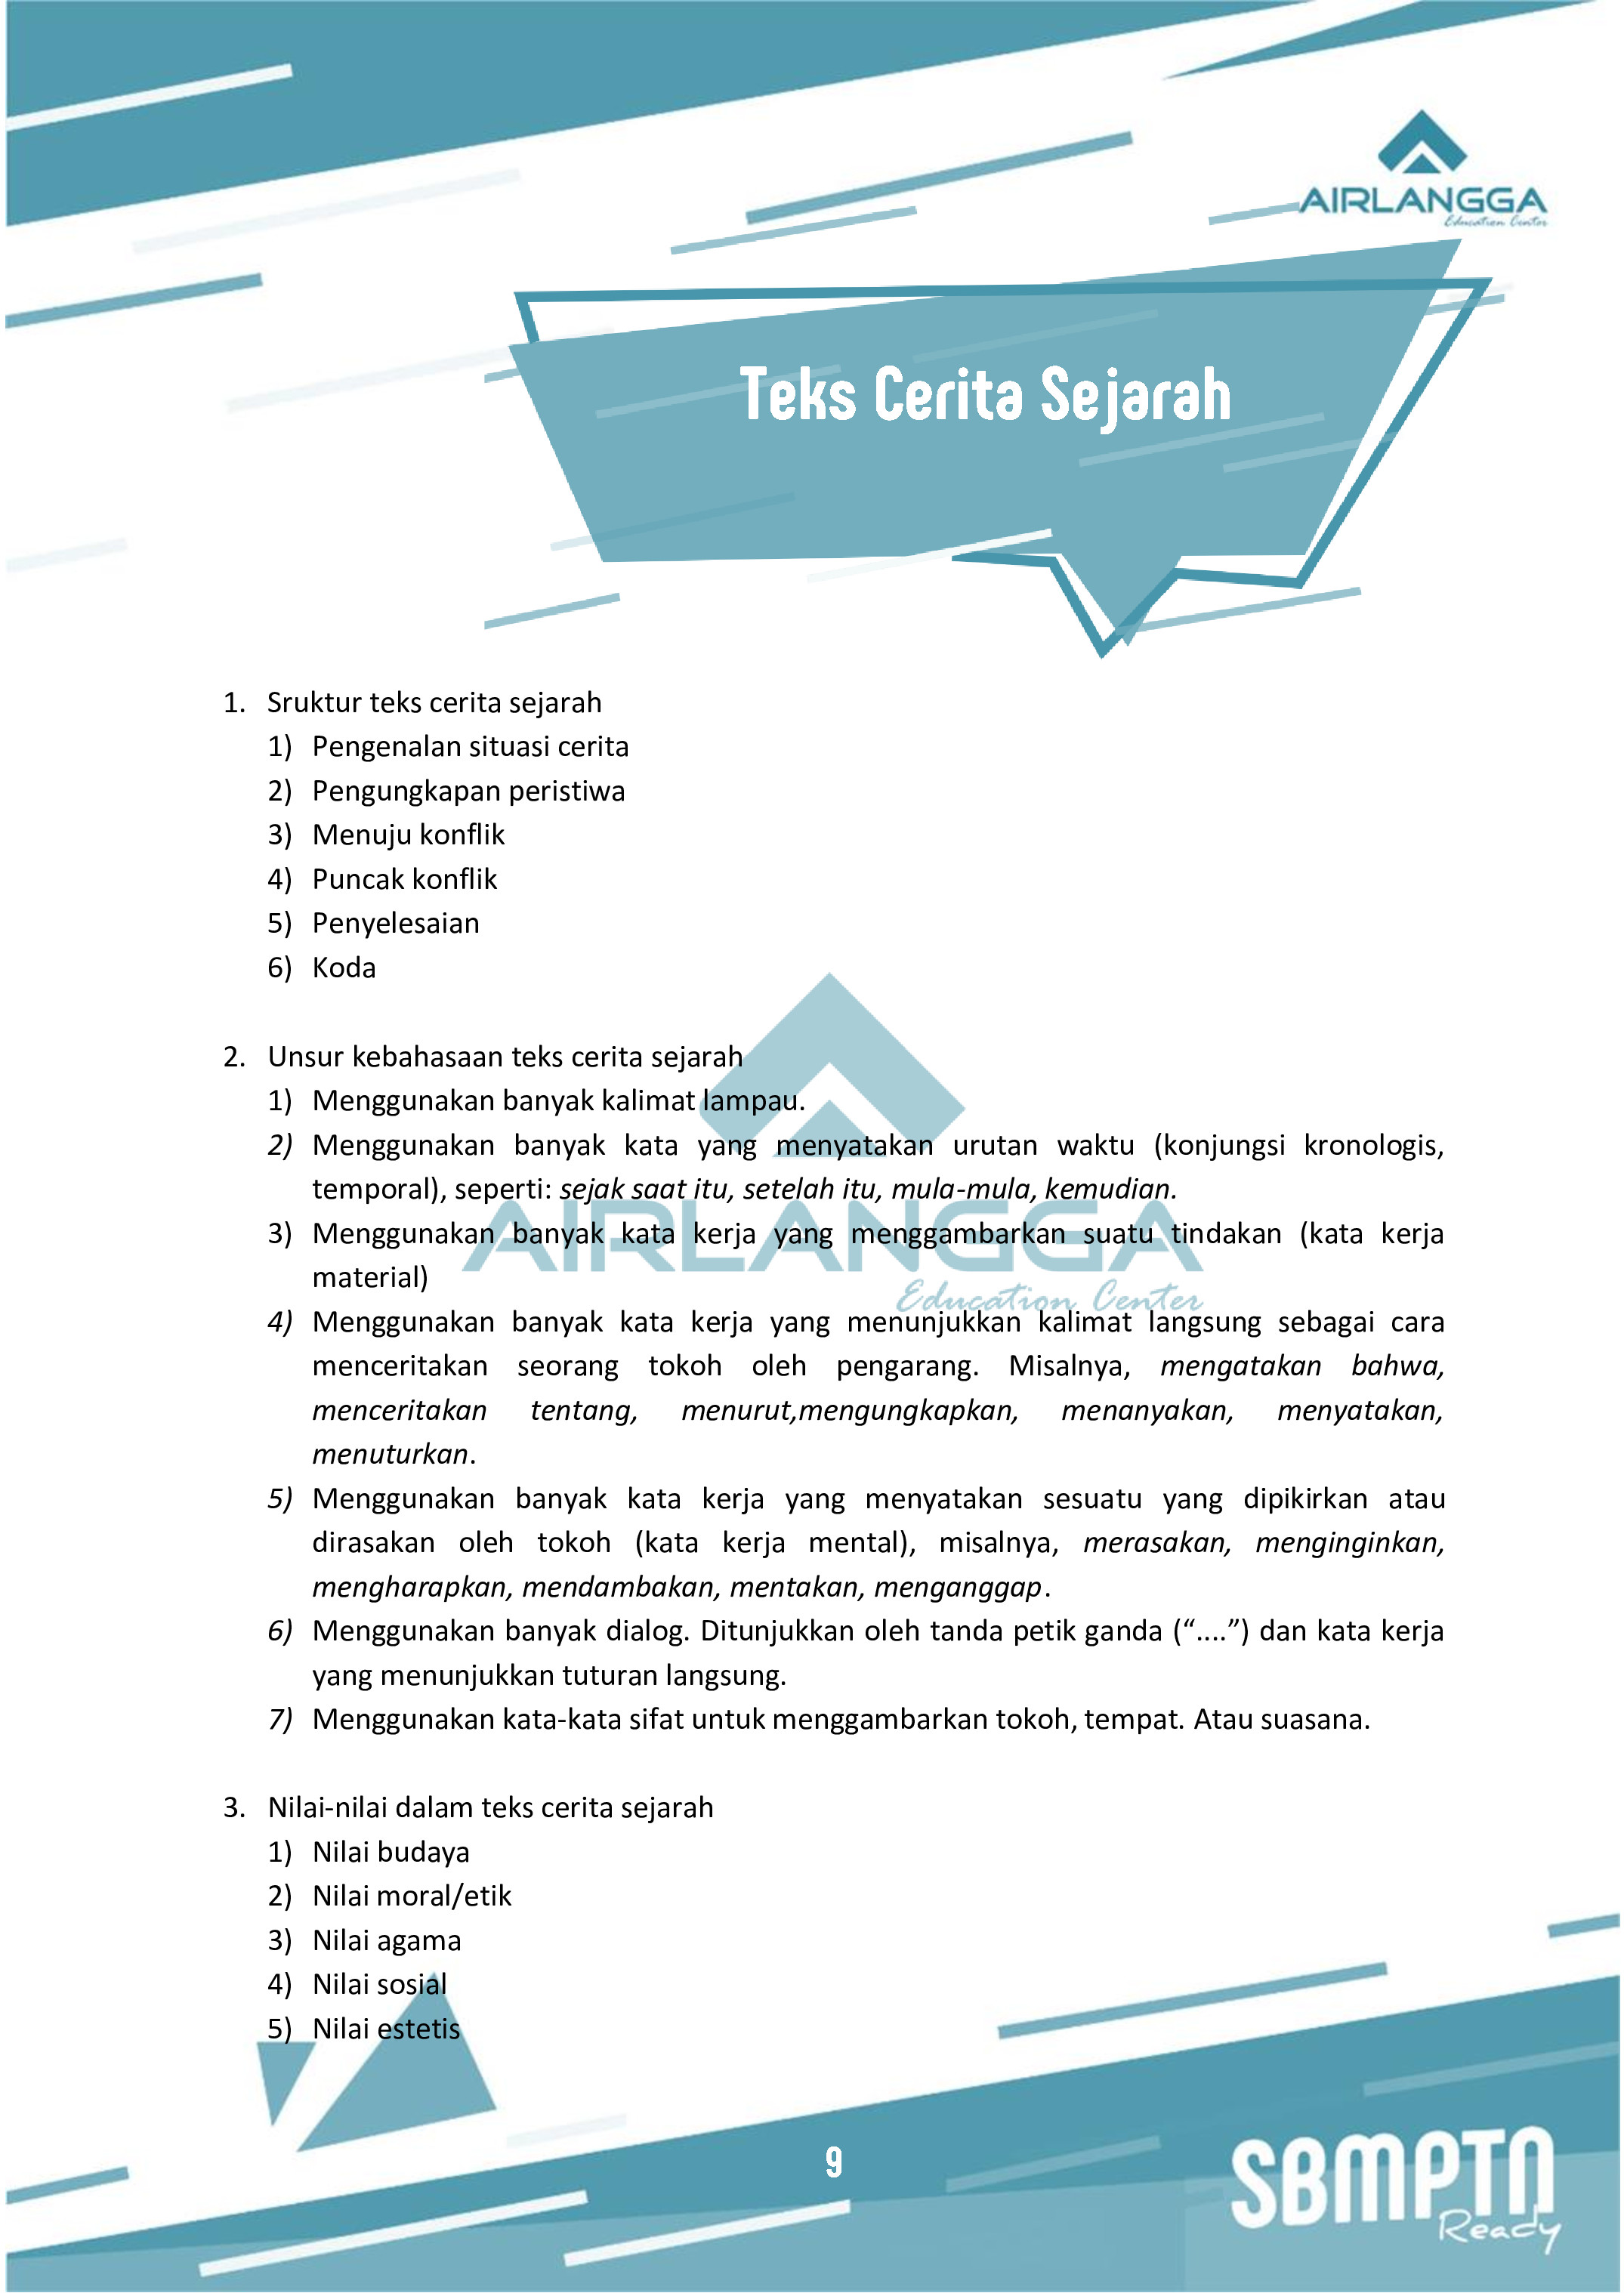 AIRLANGGA
Education Center
Teks Cerita Sejarah
1. Sruktur teks cerita sejarah
1) Pengenalan situasi cerita
2) Pengungkapan peristiwa
3) Menuju konflik
4) Puncak konflik
5) Penyelesaian
6) Koda
2. Unsur kebahasaan teks cerita sejarah
1) Menggunakan banyak kalimat lampau.
2) Menggunakan banyak kata yang menyatakan urutan waktu (konjungsi kronologis,
temporal), seperti: sejak saat itu, setelah itu, mula-mula, kemudian.
AIRLANGGA
3) Menggunakan banyak kata kerja yang menggambarkan suatu tindakan (kata kerja
material)
Education Center
4) Menggunakan banyak kata kerja yang menunjukkan kalimat langsung sebagai cara
menceritakan seorang tokoh oleh pengarang. Misalnya, mengatakan bahwa,
menceritakan tentang, menurut,mengungkapkan, menanyakan, menyatakan,
menuturkan.
5) Menggunakan banyak kata kerja yang menyatakan sesuatu yang dipikirkan atau
dirasakan oleh tokoh (kata kerja mental), misalnya, merasakan, menginginkan,
mengharapkan, mendambakan, mentakan, menganggap.
6) Menggunakan banyak dialog. Ditunjukkan oleh tanda petik ganda (“....”) dan kata kerja
yang menunjukkan tuturan langsung.
7) Menggunakan kata-kata sifat untuk menggambarkan tokoh, tempat. Atau suasana.
3. Nilai-nilai dalam teks cerita sejarah
1) Nilai budaya
2) Nilai moral/etik
3) Nilai agama
4) Nilai sosial
5) Nilai estetis
9
SBMPTN
Ready